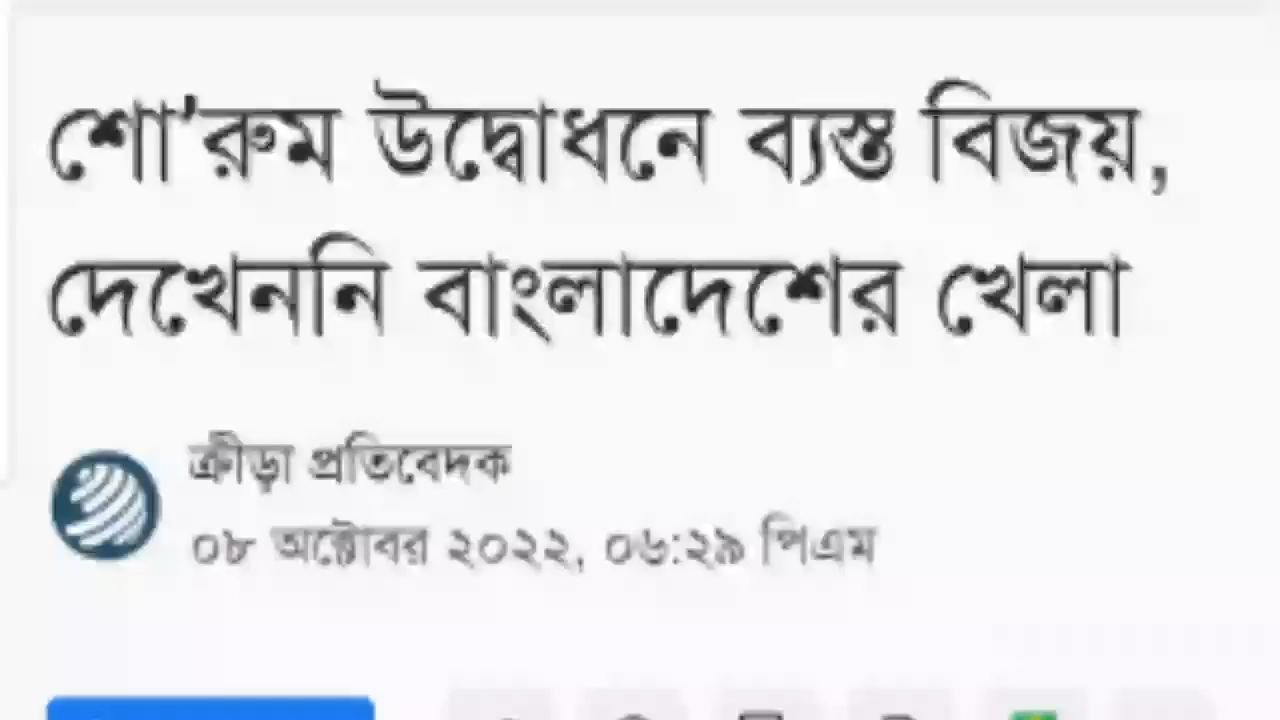 শো'রুম উদ্বোধনে ব্যস্ত বিজয়,
দেখেননি বাংলাদেশের খেলা
ক্রীড়া প্রতিবেদক
০৮ অক্টোবর ২০২২, ০৬:২৯ পিএম